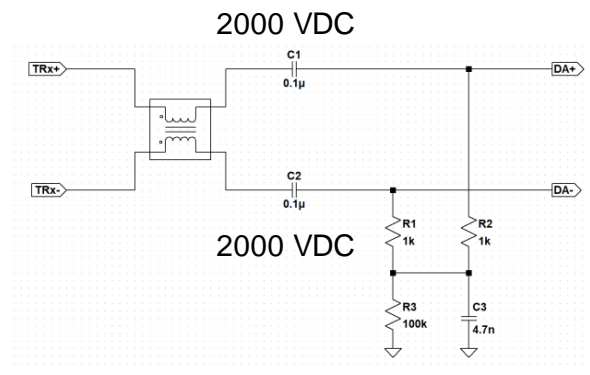 2000 VDC
C1
TRx+
DA+
0.1µ
C2
TRx-
DA-
0.1µ
R1
R2
2000 VDC
1k
1k
R3
C3
100k
4.7n